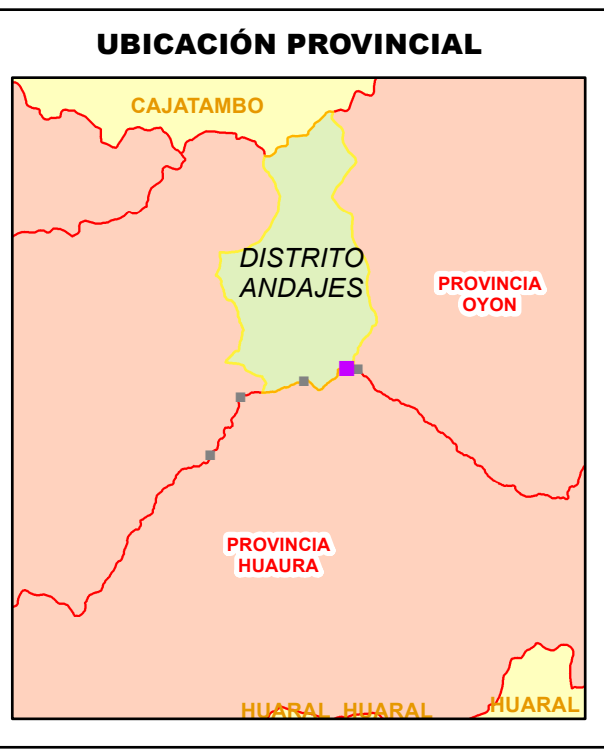 UBICACIÓN PROVINCIAL
CAJATAMBO
DISTRITO
ANDAJES
PROVINCIA
OYON
PROVINCIA
HUAURA
HUARAL
HUARAL
HUARAL